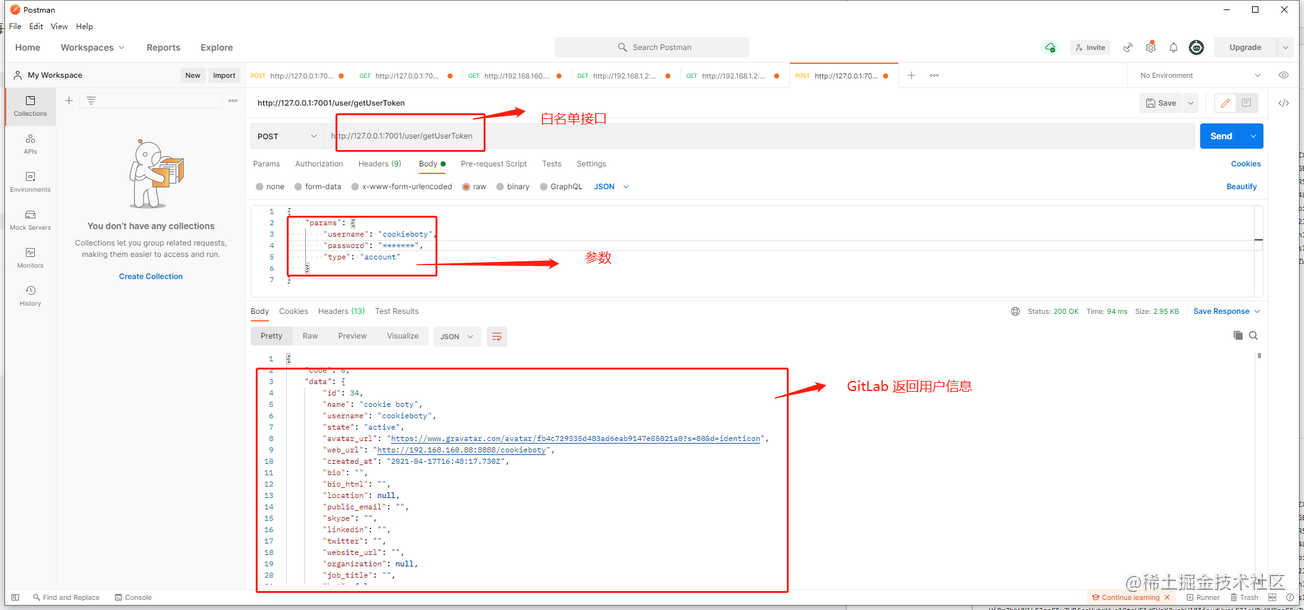 Postman
File Edit View Help
Home Workspaces Reports Explore Search Postman Invite Upgrade
My Workspace New Import
POST http://127.0.0.1:70... GET http://127.0.0.1:70... GET http://192.168.160.... GET http://192.168.1.2:... GET http://192.168.1.2:... POST http://127.0.0.1:70... No Environment
http://127.0.0.1:7001/user/getUserToken Save
Collections
APIs
Environments
Mock Servers
Monitors
History
You don't have any collections
Collections let you group related requests,
making them easier to access and run.
Create Collection
白名单接口
POST http://127.0.0.1:7001/user/getUserToken Send
Params Authorization Headers (9) Body Pre-request Script Tests Settings Cookies
none form-data x-www-form-urlencoded raw binary GraphQL JSON Beautify
1 {
2 "params": {
3 "username": "cookieboty",
4 "password": "*******",
5 "type": "account"
6 }
7 }
参数
Body Cookies Headers (13) Test Results Status: 200 OK Time: 94 ms Size: 2.95 KB Save Response
Pretty Raw Preview Visualize JSON
1 {
2 "code": 0,
3 "data": {
4 "id": 34,
5 "name": "cookie boty",
6 "username": "cookieboty",
7 "state": "active",
8 "avatar_url": "https://www.gravatar.com/avatar/fb4c729335d483ad6eab9147e85021a0?s=80&d=identicon",
9 "web_url": "http://192.168.160.88:8888/cookieboty",
10 "created_at": "2021-04-17T16:48:17.730Z",
11 "bio": "",
12 "bio_html": "",
13 "location": null,
14 "public_email": "",
15 "skype": "",
16 "linkedin": "",
17 "twitter": "",
18 "website_url": "",
19 "organization": null,
20 "job_title": "",
GitLab 返回用户信息
Find and Replace Console Continue learning Runner Trash
@稀土掘金技术社区